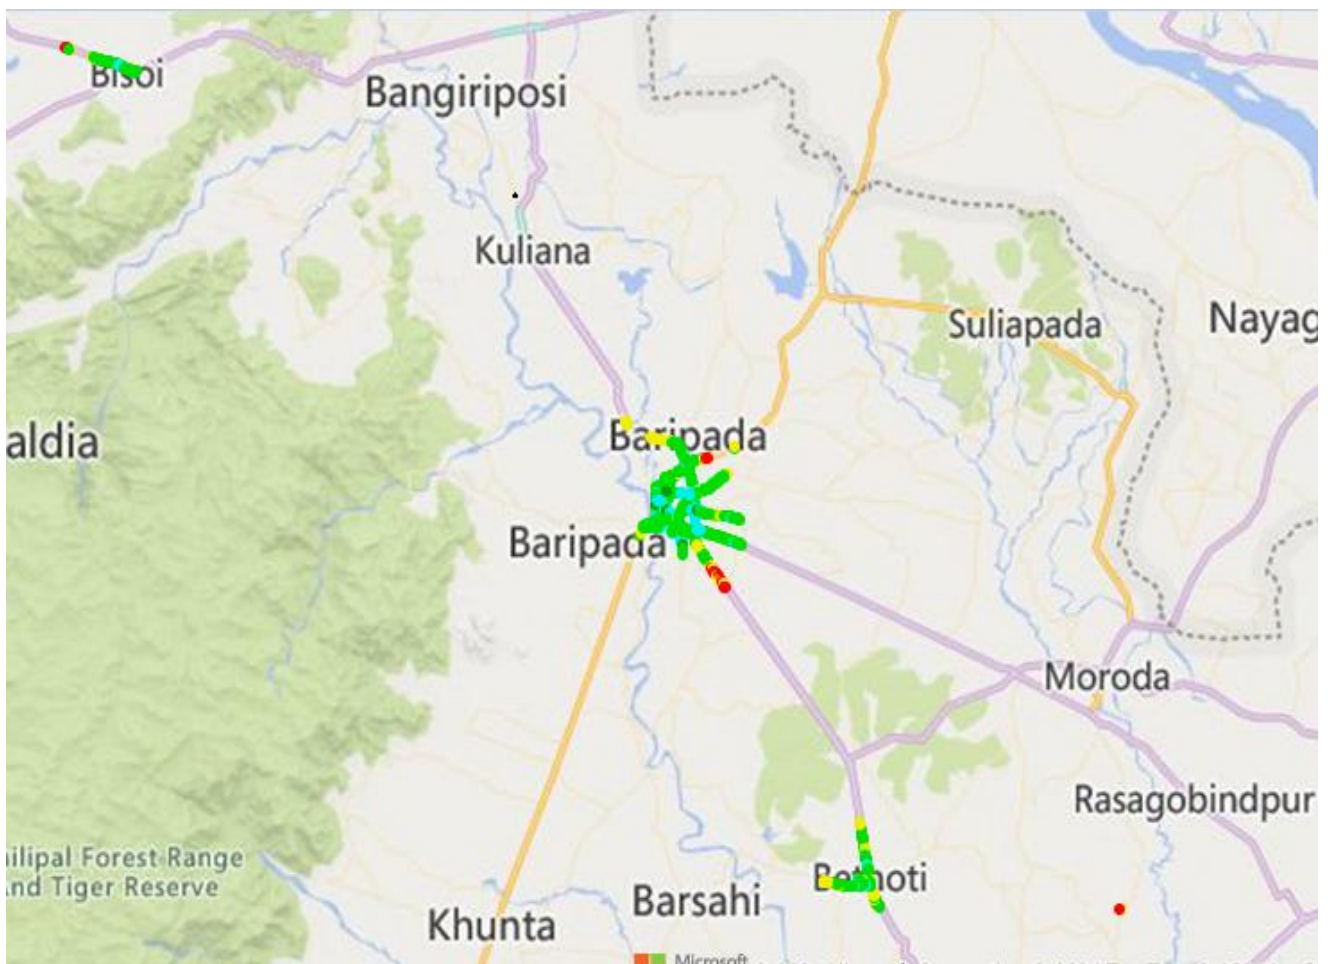 Bisoi
Bangiriposi
Kuliana
Suliapada
Nayag
Baripada
aldia
Baripada
Moroda
Rasagobindpur
ilipal Forest Range
nd Tiger Reserve
Betnoti
Barsahi
Khunta
Microsoft